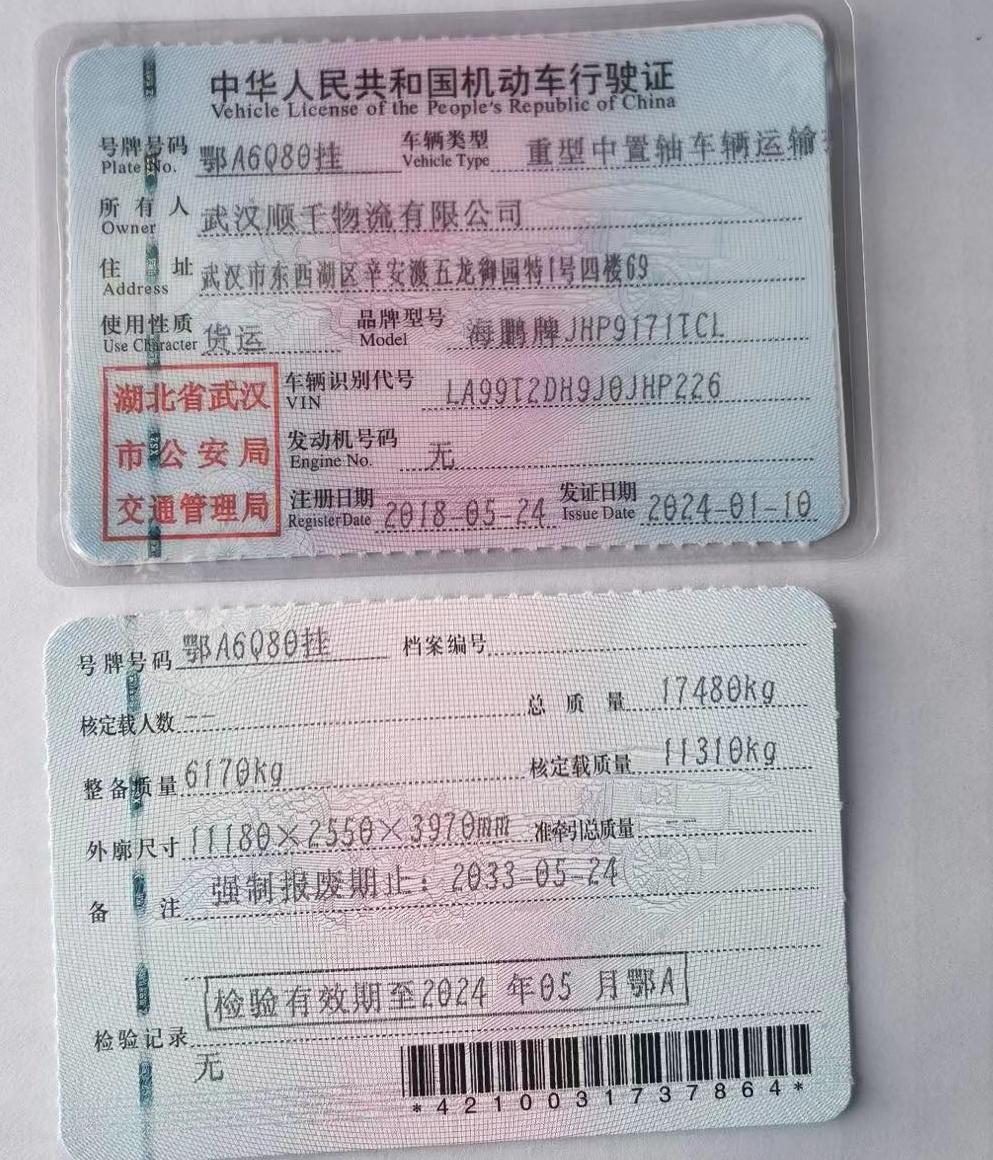 中华人民共和国机动车行驶证
Vehicle License of the People's Republic of China
号牌号码 鄂A6Q80挂 车辆类型 重型中置轴车辆运输
Plate No. Vehicle Type
所有人 武汉顺千物流有限公司
Owner
住址 武汉市东西湖区辛安渡五龙御园特1号四楼69
Address
使用性质 货运 品牌型号 海鹏牌JHP9171TCL
Use Character Model
湖北省武汉
市公安局
交通管理局
车辆识别代号 LA99T2DH9J0JHP226
VIN
发动机号码 无
Engine No.
注册日期 2018-05-24 发证日期 2024-01-10
Register Date Issue Date
号牌号码 鄂A6Q80挂 档案编号
核定载人数 -- 总质量 17480kg
整备质量 6170kg 核定载质量 11310kg
外廓尺寸 11180×2550×3970mm 准牵引总质量 --
备注 强制报废期止：2033-05-24
检验有效期至2024 年05 月鄂A
检验记录
无
*4210031737864*